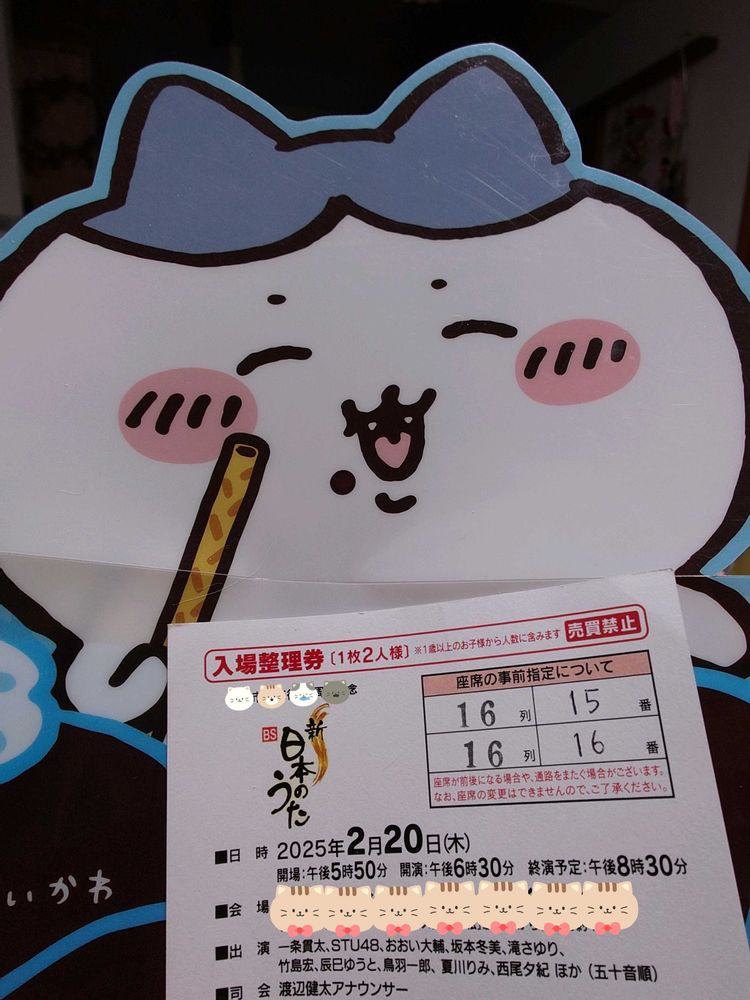 入場整理券〔1枚2人様〕※1歳以上のお子様から人数に含みます 売買禁止
座席の事前指定について
16列 15番
16列 16番
座席が前後になる場合や、通路をまたぐ場合がございます。
なお、座席の変更はできませんので、ご了承ください。
念
BS 新日本のうた
■日時 2025年2月20日(木)
開場:午後5時50分 開演:午後6時30分 終演予定:午後8時30分
■会場
■出演 一条貫太、STU48、おおい大輔、坂本冬美、滝さゆり、
竹島宏、辰巳ゆうと、鳥羽一郎、夏川りみ、西尾夕紀 ほか(五十音順)
■司会 渡辺健太アナウンサー
いかわ